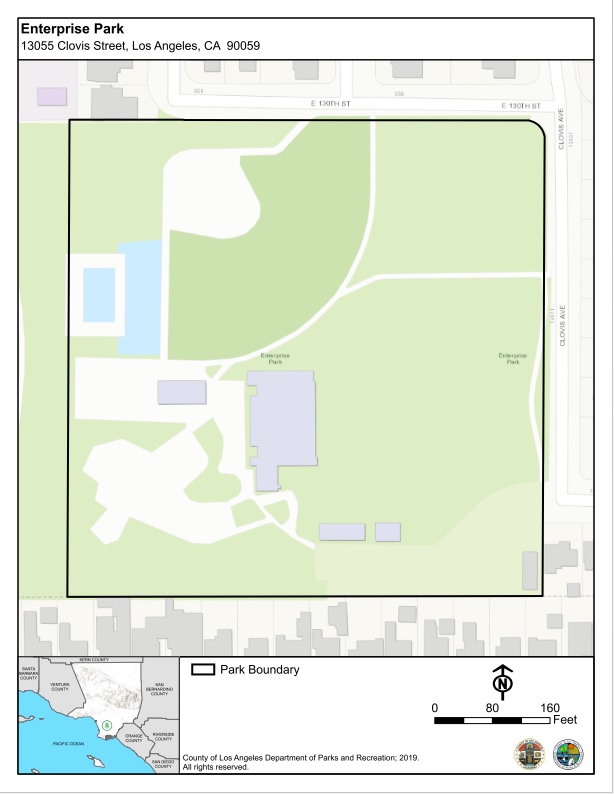 Enterprise Park
13055 Clovis Street, Los Angeles, CA  90059
E 130TH ST
E 130TH ST
CLOVIS AVE
CLOVIS AVE
Enterprise
Park
Enterprise
Park
KERN COUNTY
SANTA
BARBARA
COUNTY
VENTURA
COUNTY
SAN
BERNARDINO
COUNTY
ORANGE
COUNTY
RIVERSIDE
COUNTY
SAN DIEGO
COUNTY
PACIFIC OCEAN
Park Boundary
N
0 80 160
Feet
County of Los Angeles Department of Parks and Recreation; 2019.
All rights reserved.